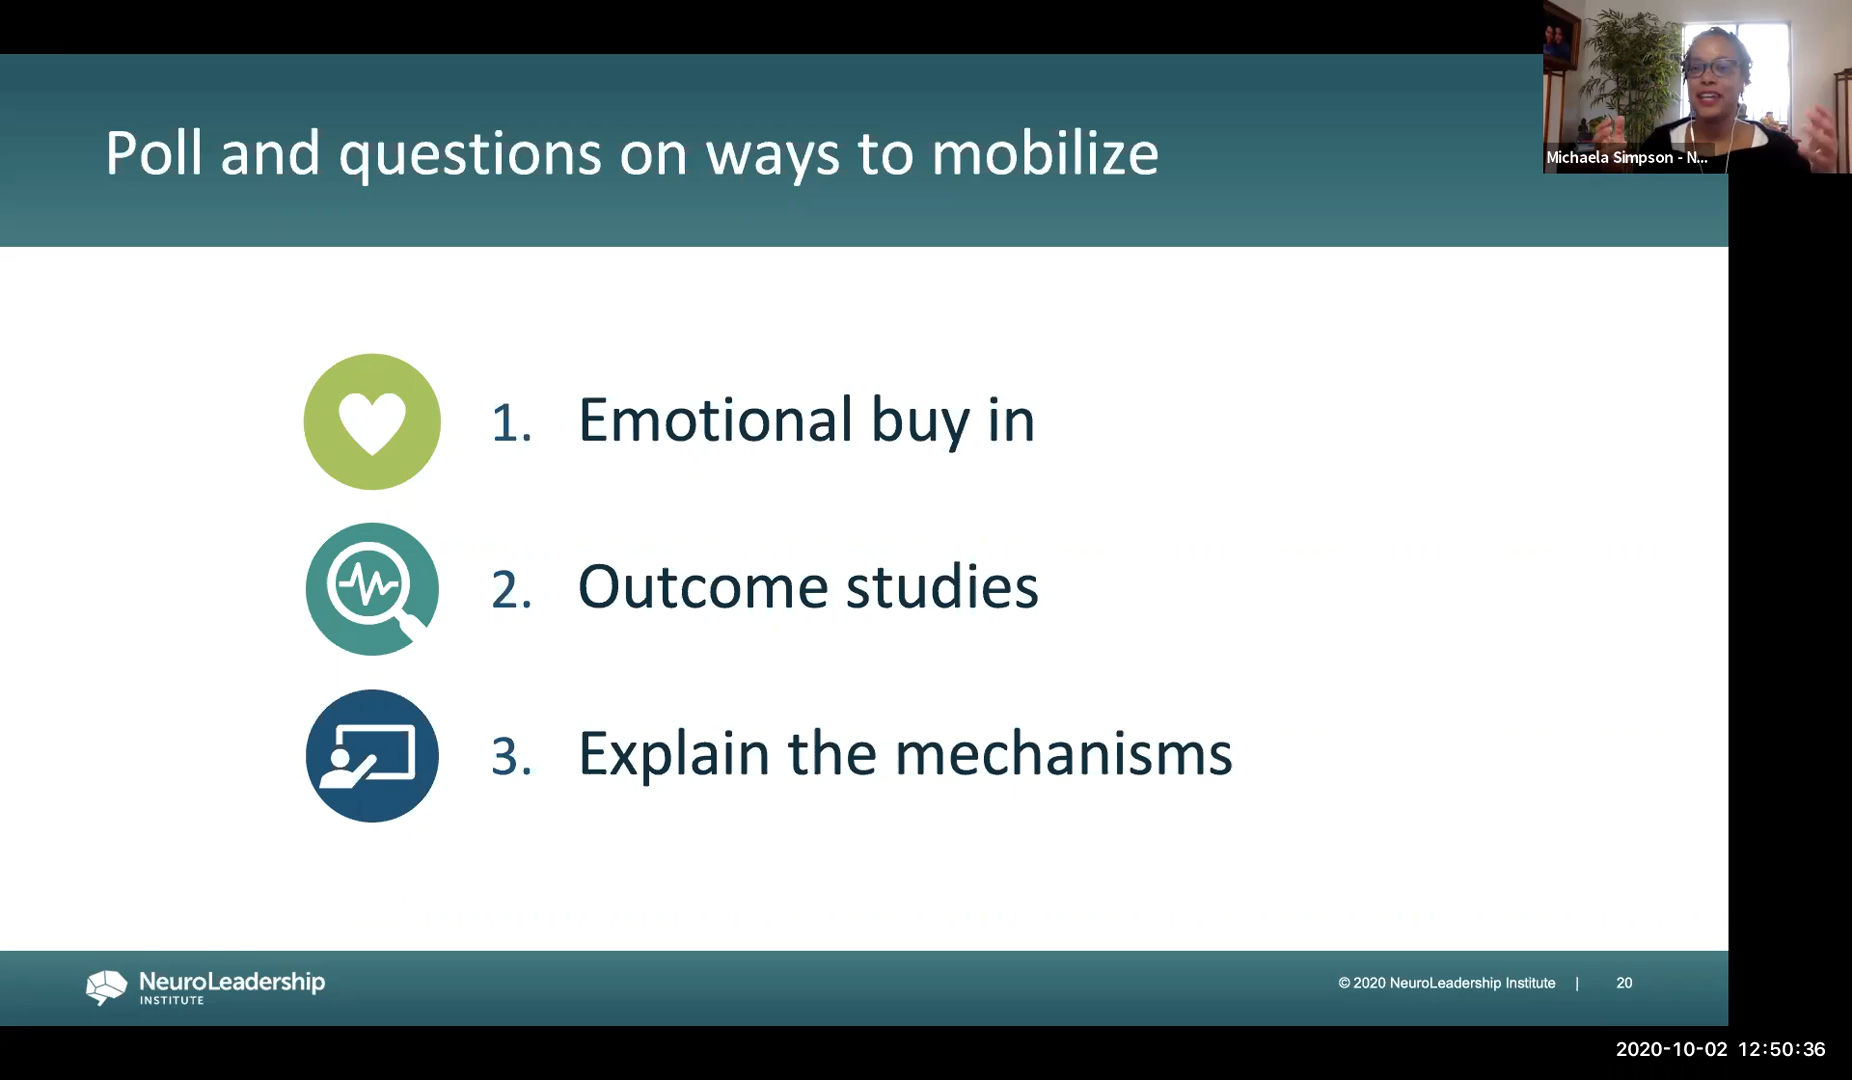 Poll and questions on ways to mobilize
Michaela Simpson - N...
1. Emotional buy in
2. Outcome studies
3. Explain the mechanisms
NeuroLeadership
INSTITUTE
© 2020 NeuroLeadership Institute | 20
2020-10-02 12:50:36